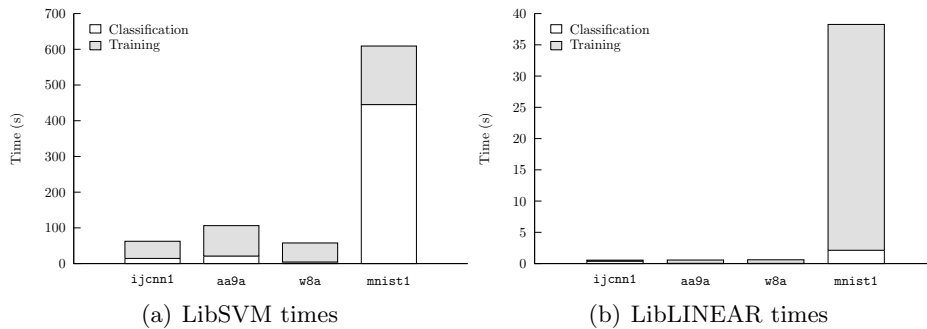 700
600
500
400
300
200
100
0
Time (s)
Classification
Training
ijcnn1
aa9a
w8a
mnist1
(a) LibSVM times
40
35
30
25
20
15
10
5
0
Time (s)
Classification
Training
ijcnn1
aa9a
w8a
mnist1
(b) LibLINEAR times